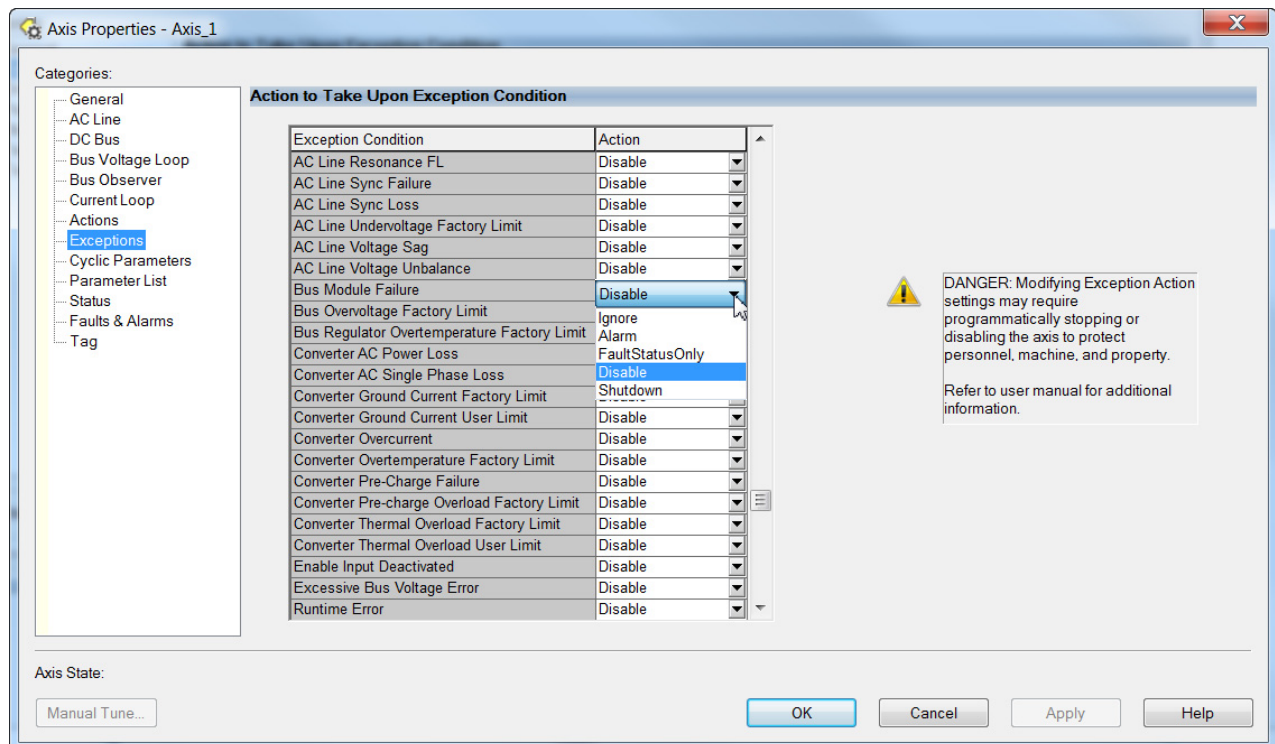 Axis Properties - Axis_1
Categories:
General
AC Line
DC Bus
Bus Voltage Loop
Bus Observer
Current Loop
Actions
Exceptions
Cyclic Parameters
Parameter List
Status
Faults & Alarms
Tag
Action to Take Upon Exception Condition
Exception Condition Action
AC Line Resonance FL Disable
AC Line Sync Failure Disable
AC Line Sync Loss Disable
AC Line Undervoltage Factory Limit Disable
AC Line Voltage Sag Disable
AC Line Voltage Unbalance Disable
Bus Module Failure Disable
Bus Overvoltage Factory Limit
Bus Regulator Overtemperature Factory Limit
Converter AC Power Loss
Converter AC Single Phase Loss
Converter Ground Current Factory Limit
Ignore
Alarm
FaultStatusOnly
Disable
Shutdown
Converter Ground Current User Limit Disable
Converter Overcurrent Disable
Converter Overtemperature Factory Limit Disable
Converter Pre-Charge Failure Disable
Converter Pre-charge Overload Factory Limit Disable
Converter Thermal Overload Factory Limit Disable
Converter Thermal Overload User Limit Disable
Enable Input Deactivated Disable
Excessive Bus Voltage Error Disable
Runtime Error Disable
DANGER: Modifying Exception Action
settings may require
programmatically stopping or
disabling the axis to protect
personnel, machine, and property.
Refer to user manual for additional
information.
Axis State:
Manual Tune...
OK
Cancel
Apply
Help